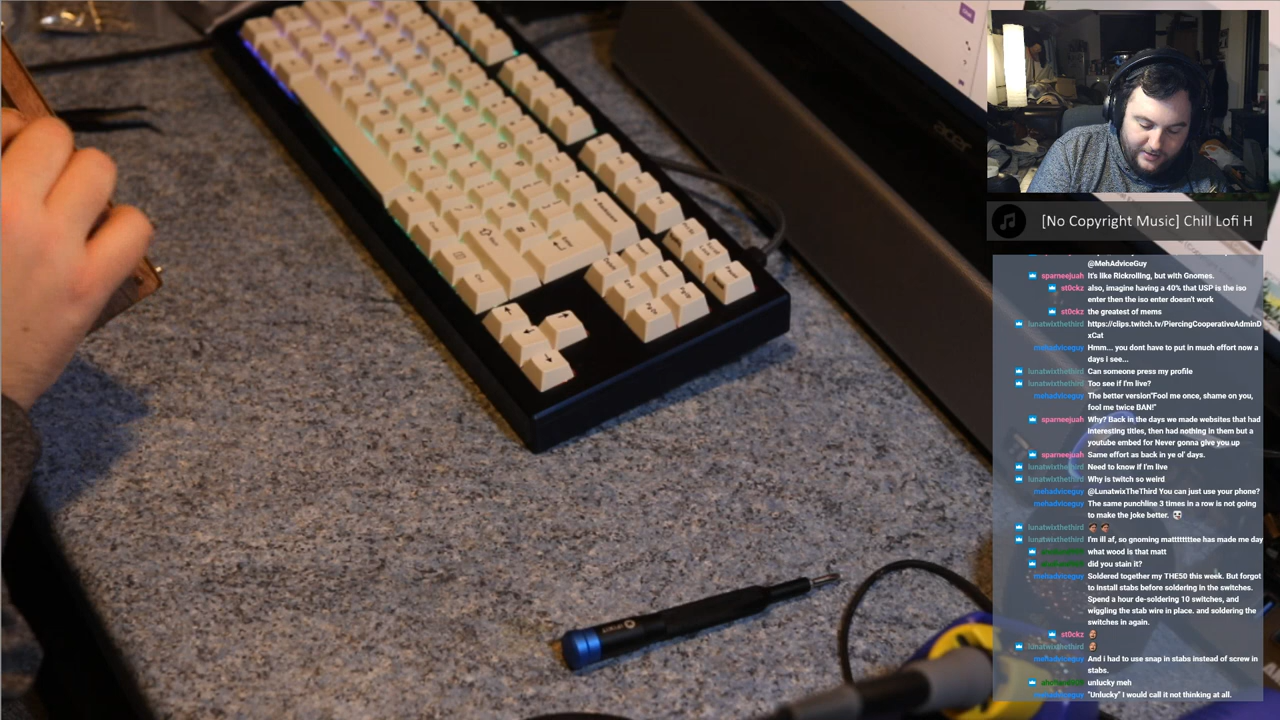 acer
[No Copyright Music] Chill Lofi H
@MehAdviceGuy
sparneejuah It's like Rickrolling, but with Gnomes.
st0ckz also, imagine having a 40% that USP is the iso
enter then the iso enter doesn't work
st0ckz the greatest of mems
lunatwixthethird https://clips.twitch.tv/PiercingCooperativeAdminD
xCat
mehadviceguy Hmm... you dont have to put in much effort now a
days i see...
lunatwixthethird Can someone press my profile
lunatwixthethird Too see if I'm live?
mehadviceguy The better version"Fool me once, shame on you,
fool me twice BAN!"
sparneejuah Why? Back in the days we made websites that had
interesting titles, then had nothing in them but a
youtube embed for Never gonna give you up
sparneejuah Same effort as back in ye ol' days.
lunatwixthethird Need to know if I'm live
lunatwixthethird Why is twitch so weird
mehadviceguy @LunatwixTheThird You can just use your phone?
mehadviceguy The same punchline 3 times in a row is not going
to make the joke better.
lunatwixthethird
lunatwixthethird I'm ill af, so gnoming matttttttee has made me day
what wood is that matt
did you stain it?
mehadviceguy Soldered together my THE50 this week. But forgot
to install stabs before soldering in the switches.
Spend a hour de-soldering 10 switches, and
wiggling the stab wire in place. and soldering the
switches in again.
st0ckz
lunatwixthethird
mehadviceguy And i had to use snap in stabs instead of screw in
stabs.
unlucky meh
mehadviceguy "Unlucky" I would call it not thinking at all.